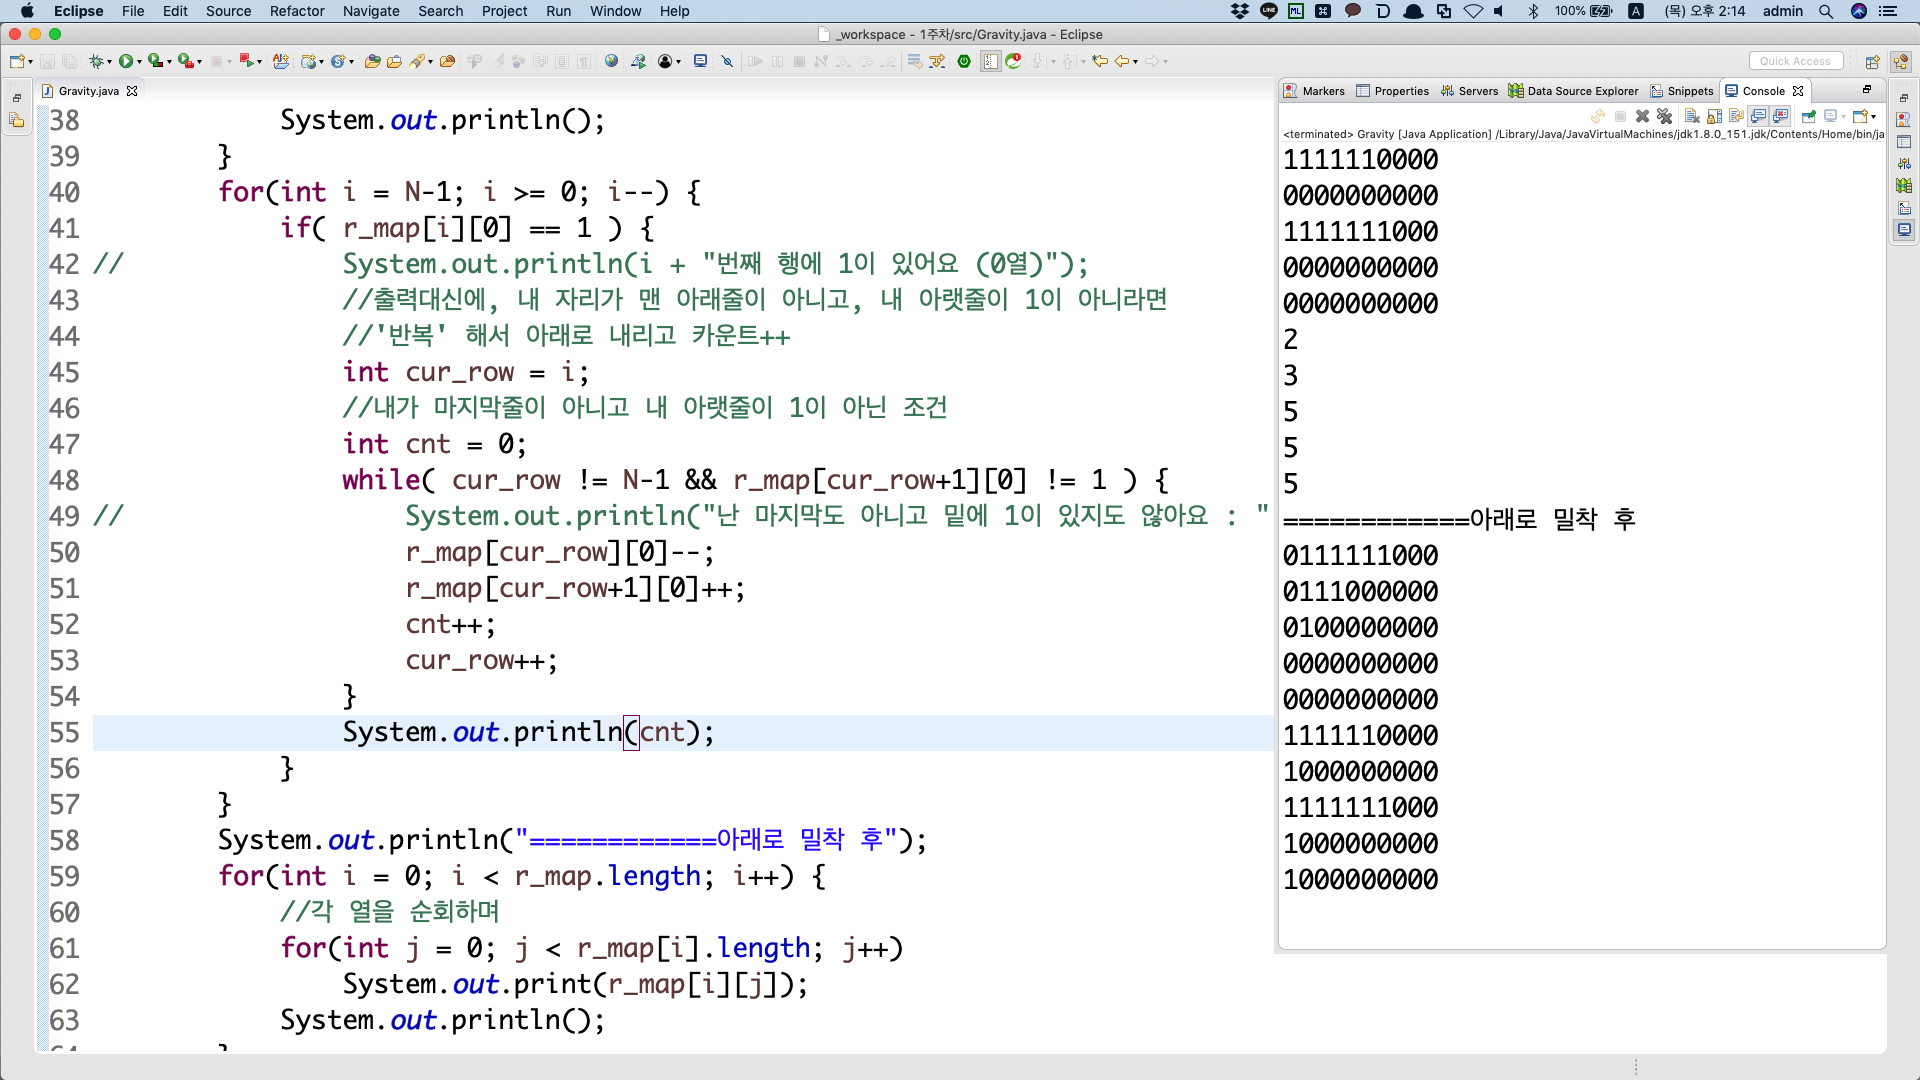 Eclipse File Edit Source Refactor Navigate Search Project Run Window Help 100% A (목) 오후 2:14 admin
_workspace - 1주차/src/Gravity.java - Eclipse
Quick Access
Gravity.java
38 System.out.println();
39 }
40 for(int i = N-1; i >= 0; i--) {
41 if( r_map[i][0] == 1 ) {
42 // System.out.println(i + "번째 행에 1이 있어요 (0열)");
43 //출력대신에, 내 자리가 맨 아래줄이 아니고, 내 아랫줄이 1이 아니라면
44 //'반복' 해서 아래로 내리고 카운트++
45 int cur_row = i;
46 //내가 마지막줄이 아니고 내 아랫줄이 1이 아닌 조건
47 int cnt = 0;
48 while( cur_row != N-1 && r_map[cur_row+1][0] != 1 ) {
49 // System.out.println("난 마지막도 아니고 밑에 1이 있지도 않아요 : "
50 r_map[cur_row][0]--;
51 r_map[cur_row+1][0]++;
52 cnt++;
53 cur_row++;
54 }
55 System.out.println(cnt);
56 }
57 }
58 System.out.println("============아래로 밀착 후");
59 for(int i = 0; i < r_map.length; i++) {
60 //각 열을 순회하며
61 for(int j = 0; j < r_map[i].length; j++)
62 System.out.print(r_map[i][j]);
63 System.out.println();
Markers Properties Servers Data Source Explorer Snippets Console
<terminated> Gravity [Java Application] /Library/Java/JavaVirtualMachines/jdk1.8.0_151.jdk/Contents/Home/bin/ja
1111110000
0000000000
1111111000
0000000000
0000000000
2
3
5
5
5
============아래로 밀착 후
0111111000
0111000000
0100000000
0000000000
0000000000
1111110000
1000000000
1111111000
1000000000
1000000000